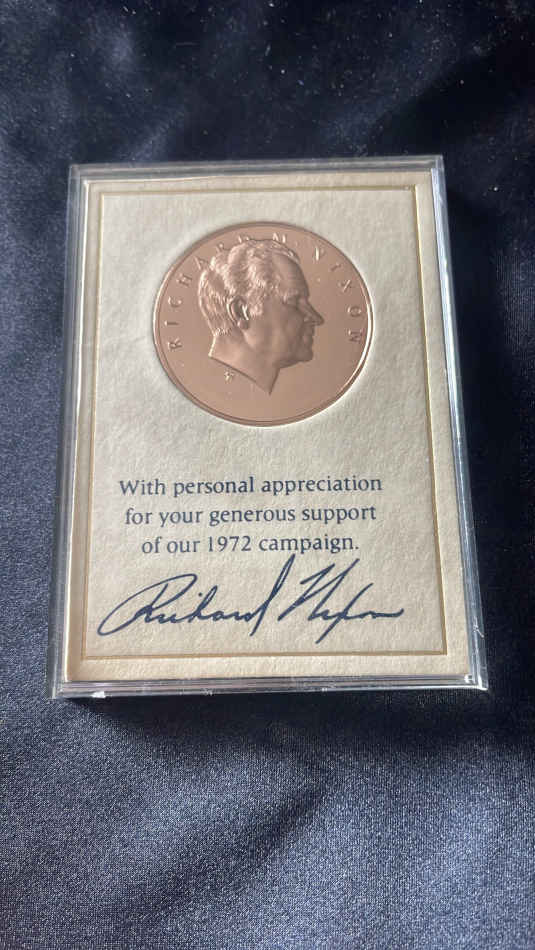 RICHARD M. NIXON
With personal appreciation
for your generous support
of our 1972 campaign.
Richard Nixon